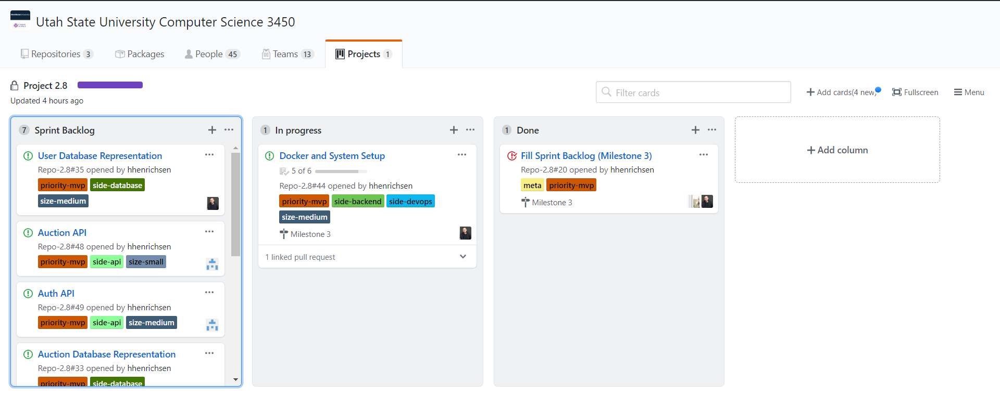 Utah State University Computer Science 3450
Repositories 3 Packages People 45 Teams 13 Projects 1
Project 2.8
Updated 4 hours ago
Filter cards
Add cards(4 new)
Fullscreen
Menu
7 Sprint Backlog
User Database Representation
Repo-2.8#35 opened by hhenrichsen
priority-mvp side-database
size-medium
Auction API
Repo-2.8#48 opened by hhenrichsen
priority-mvp side-api size-small
Auth API
Repo-2.8#49 opened by hhenrichsen
priority-mvp side-api size-medium
Auction Database Representation
Repo-2.8#33 opened by hhenrichsen
priority-mvp side-database
1 In progress
Docker and System Setup
5 of 6
Repo-2.8#44 opened by hhenrichsen
priority-mvp side-backend side-devops
size-medium
Milestone 3
1 linked pull request
1 Done
Fill Sprint Backlog (Milestone 3)
Repo-2.8#20 opened by hhenrichsen
meta priority-mvp
Milestone 3
Add column